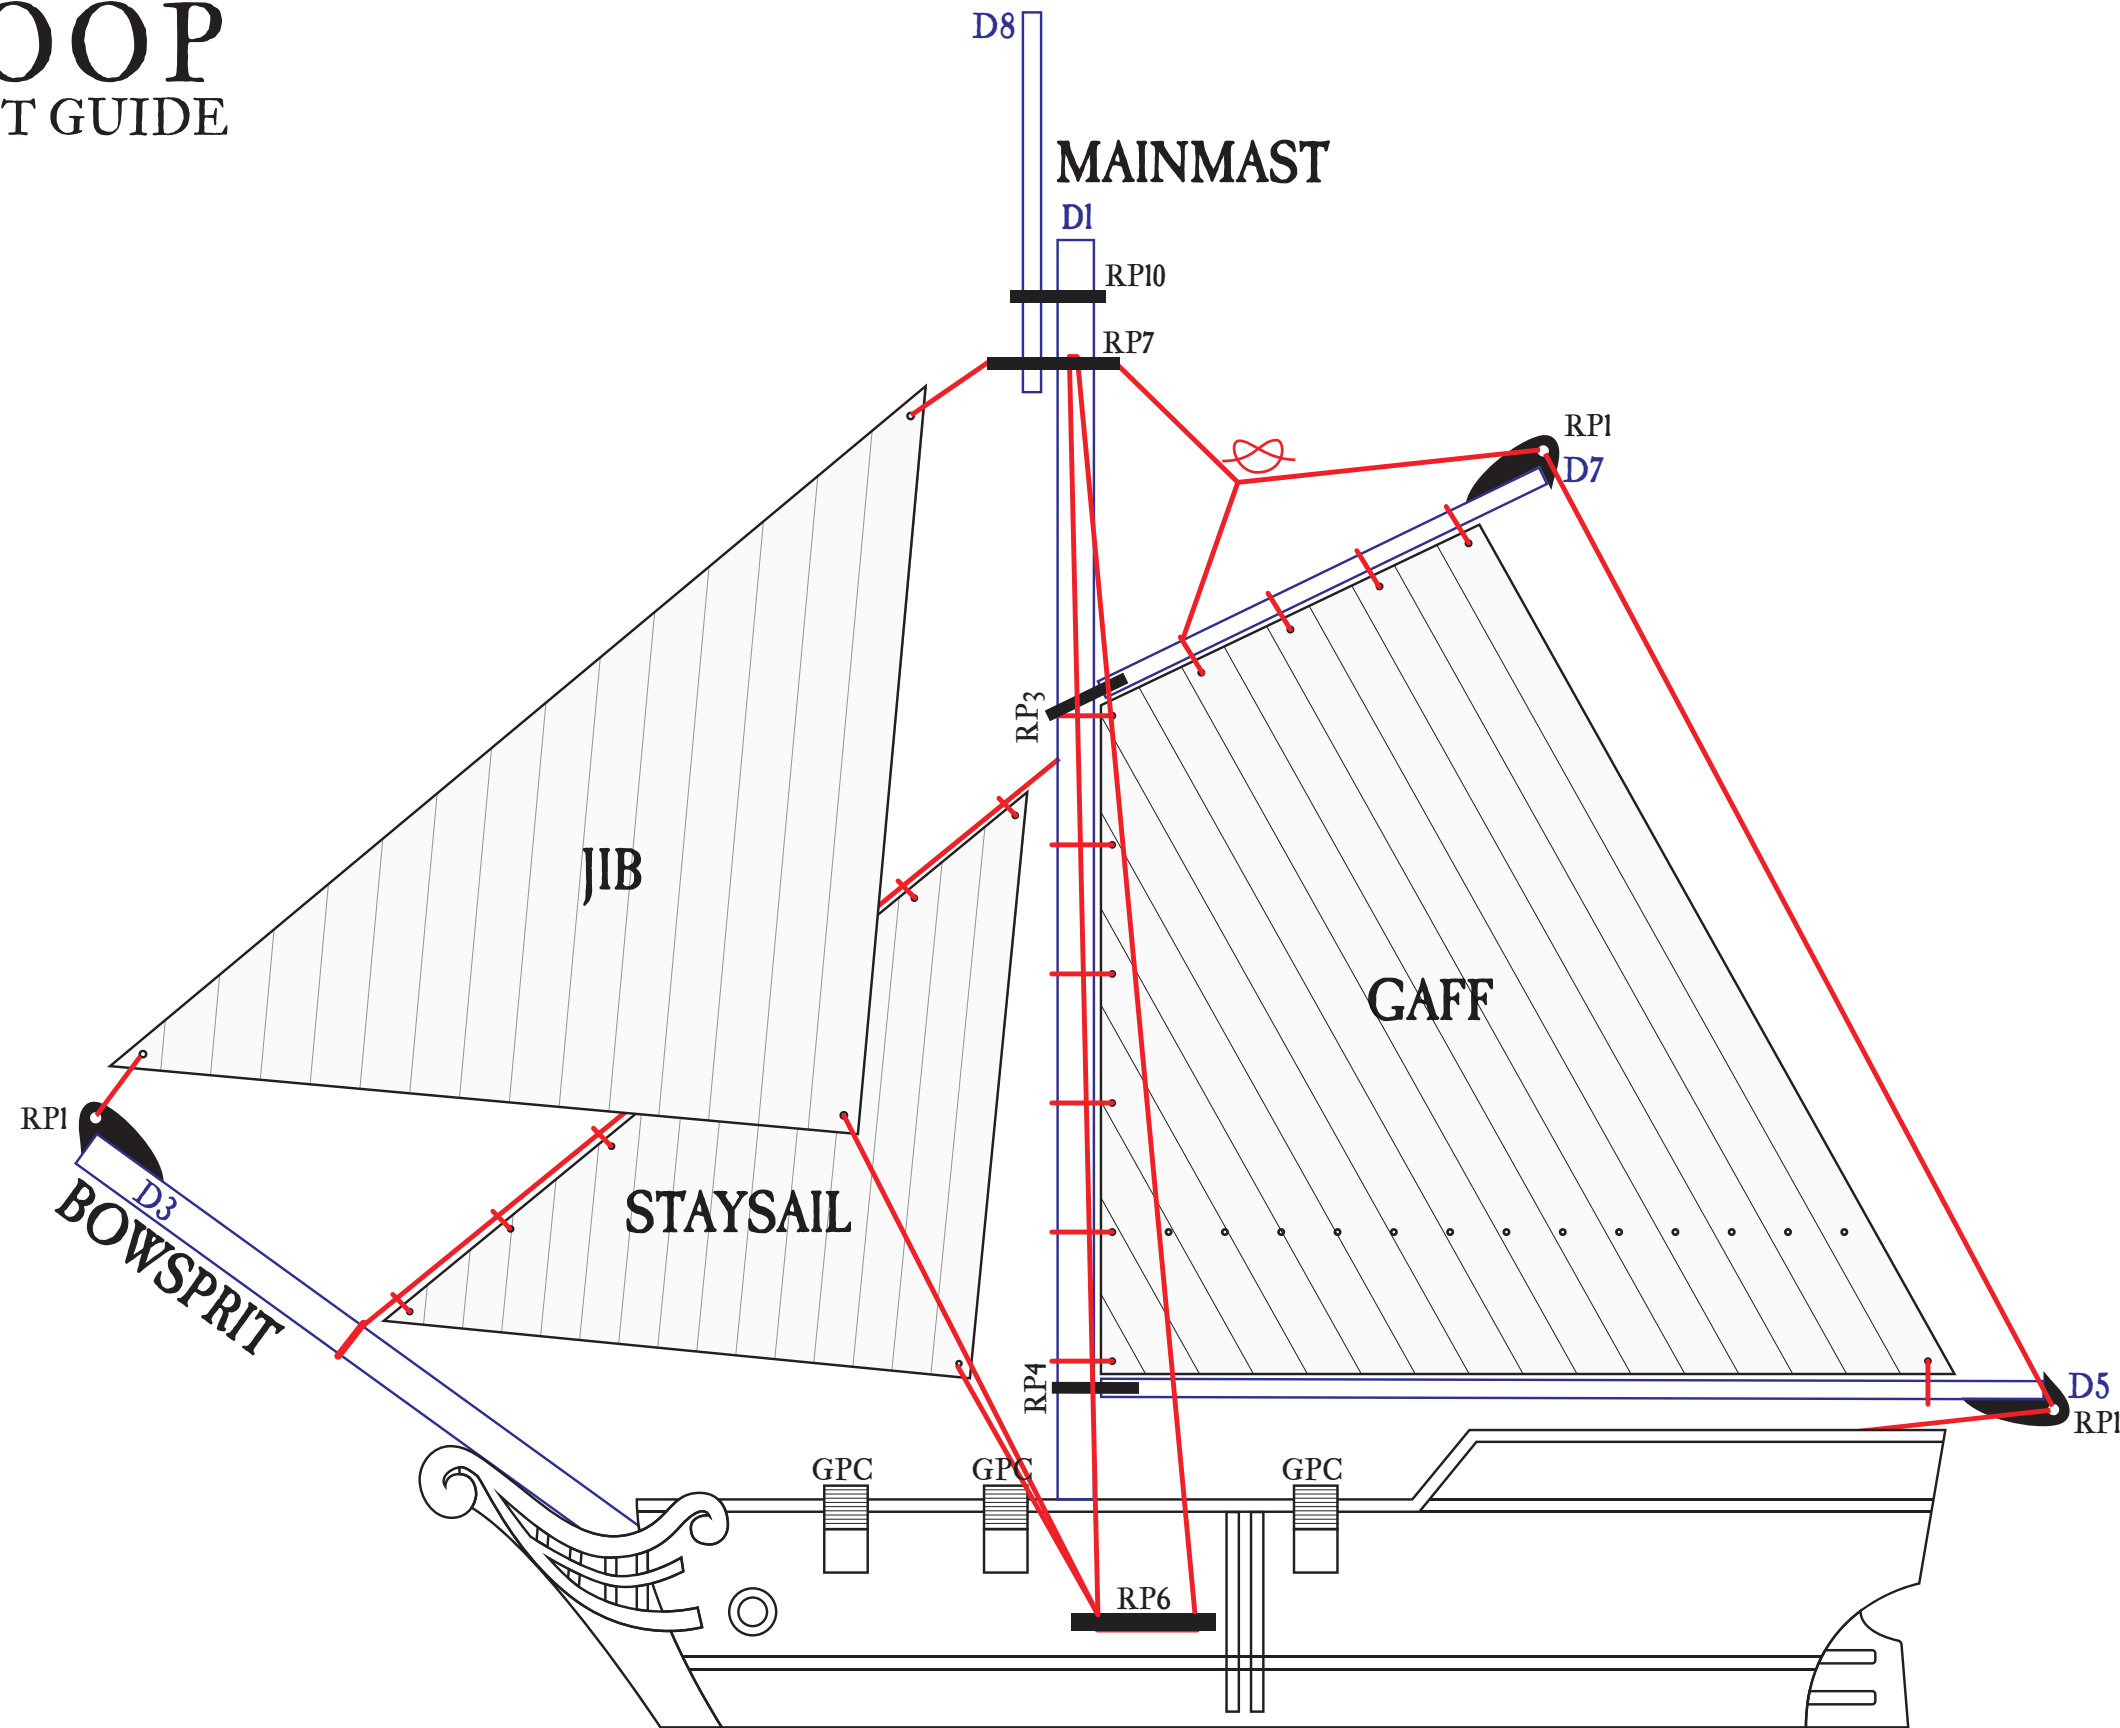 OOP
T GUIDE
D8
MAINMAST
D1
RP10
RP7
RP1
D7
RP3
JIB
GAFF
RP1
D3
BOWSPRIT
STAYSAIL
RP4
D5
RP1
GPC
GPC
GPC
RP6